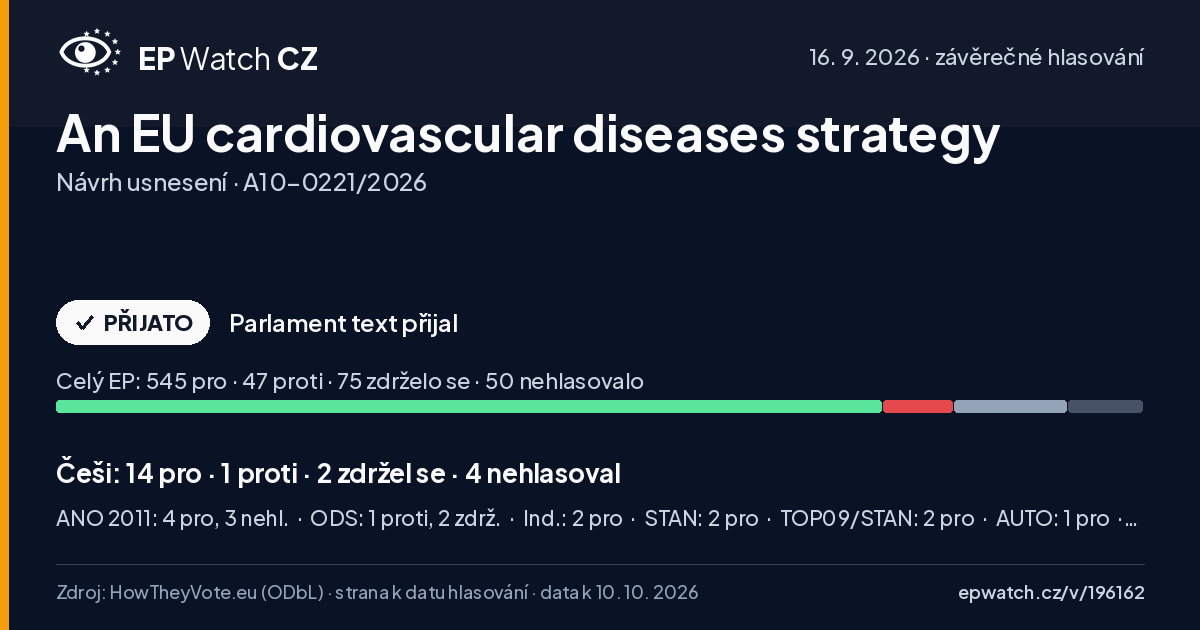 EP Watch CZ
16. 9. 2026 · závěrečné hlasování
An EU cardiovascular diseases strategy
Návrh usnesení · A10-0221/2026
✓ PŘIJATO Parlament text přijal
Celý EP: 545 pro · 47 proti · 75 zdrželo se · 50 nehlasovalo
Češi: 14 pro · 1 proti · 2 zdržel se · 4 nehlasoval
ANO 2011: 4 pro, 3 nehl. · ODS: 1 proti, 2 zdrž. · Ind.: 2 pro · STAN: 2 pro · TOP09/STAN: 2 pro · AUTO: 1 pro ·…
Zdroj: HowTheyVote.eu (ODbL) · strana k datu hlasování · data k 10. 10. 2026
epwatch.cz/v/196162